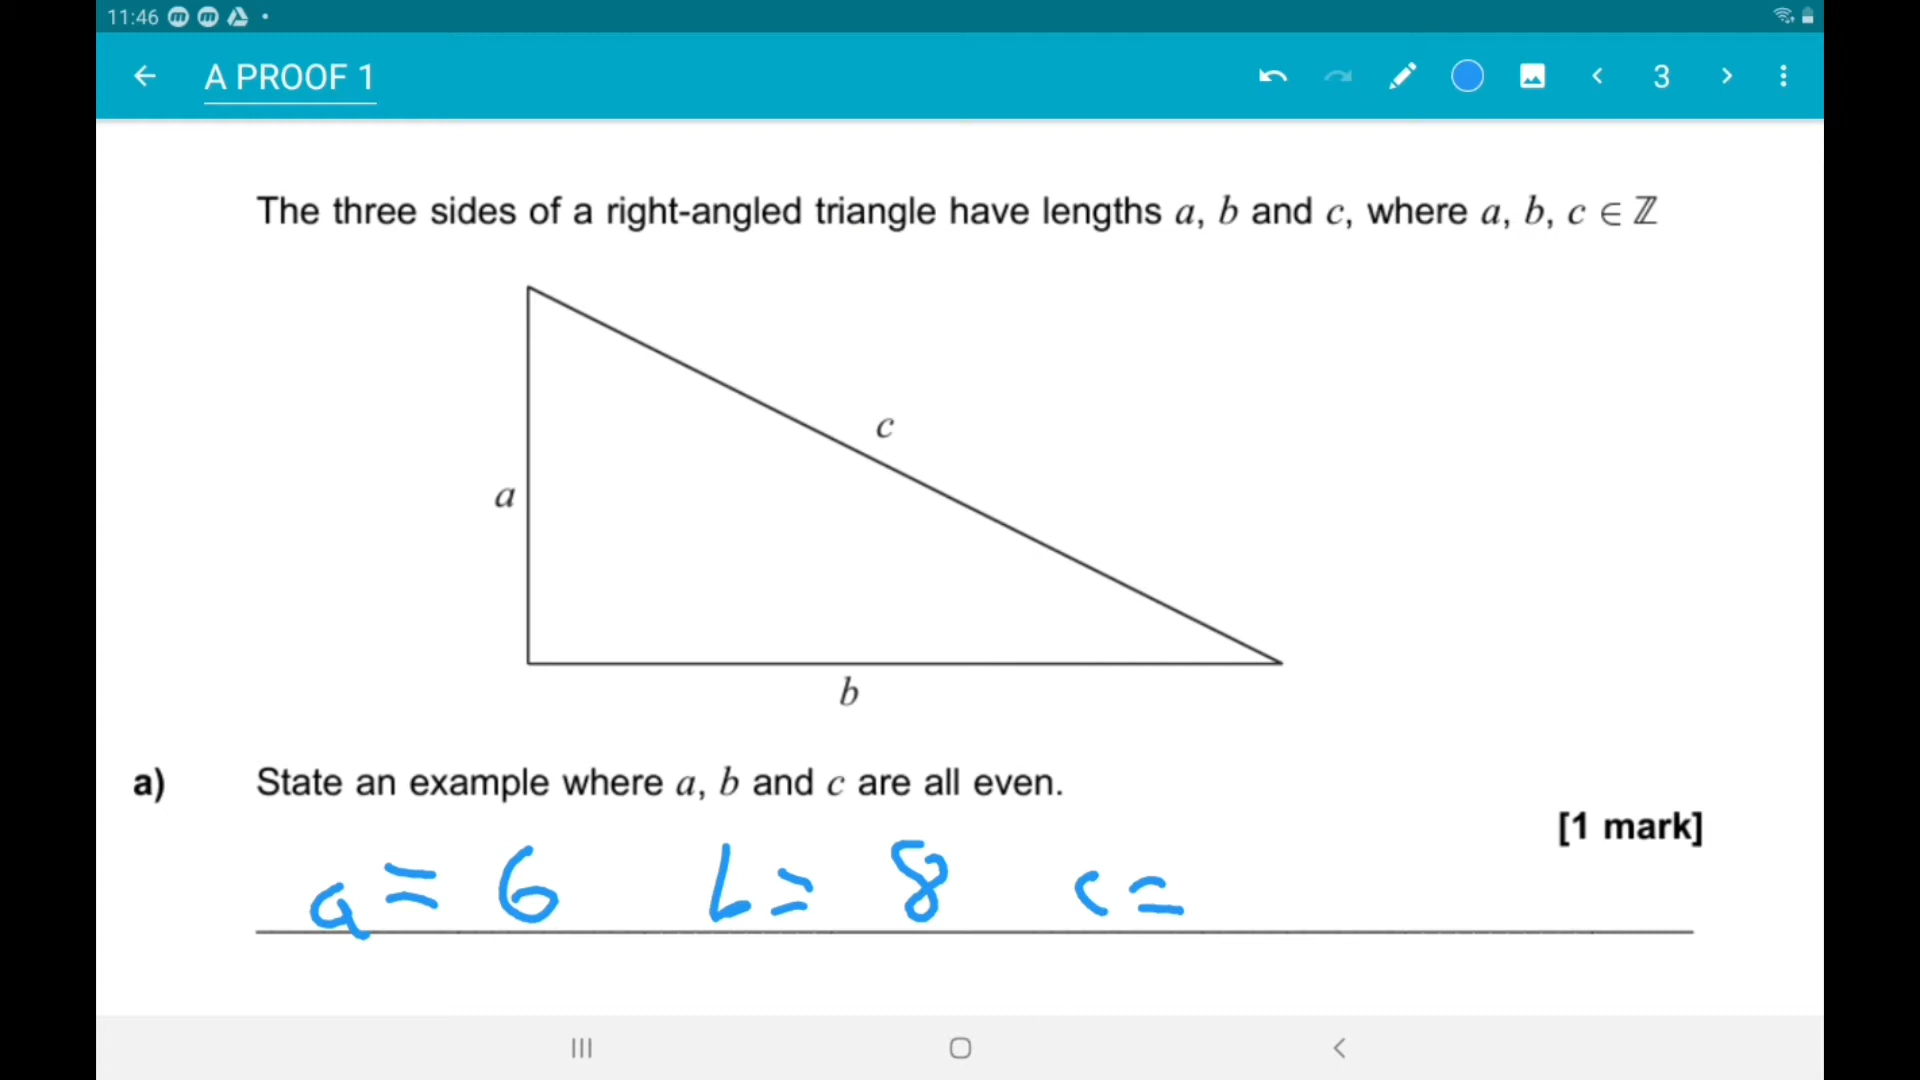 11:46
A PROOF 1
3
The three sides of a right-angled triangle have lengths a, b and c, where a, b, c ∈ ℤ
c
a
b
a) State an example where a, b and c are all even.
[1 mark]
a = 6 b = 8 c =